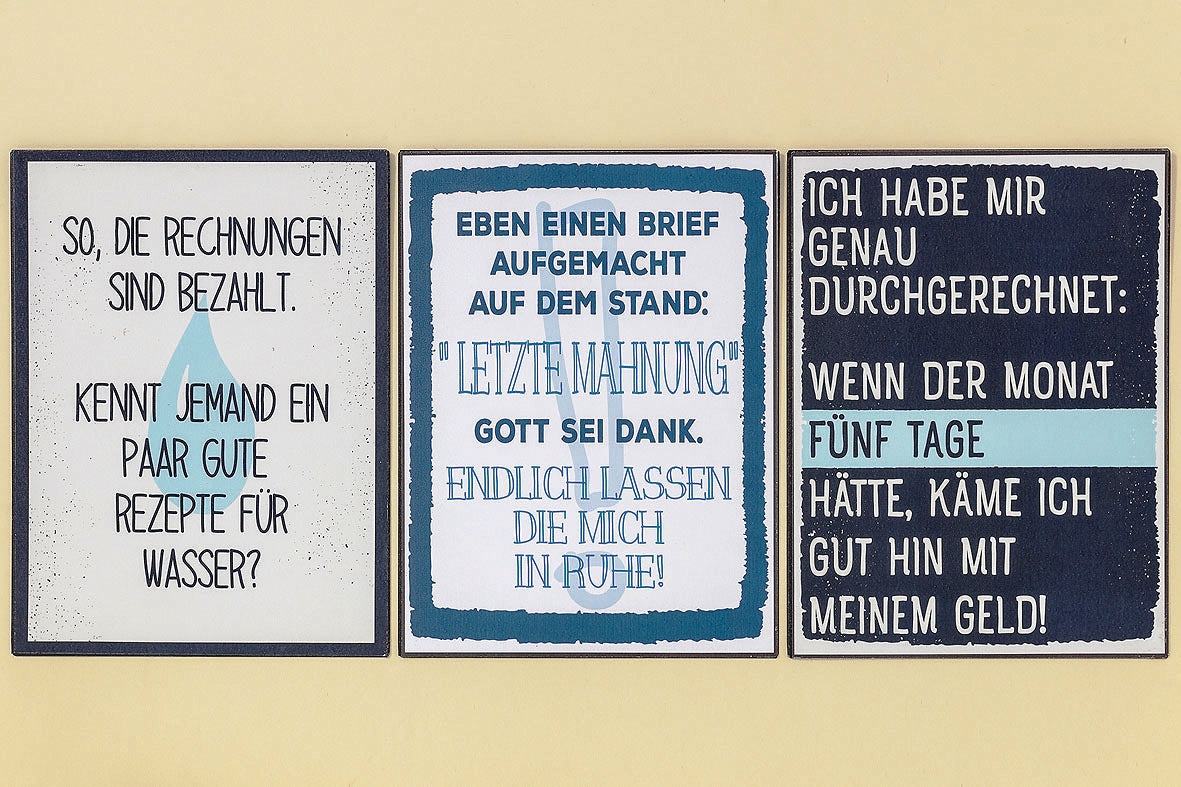 SO, DIE RECHNUNGEN
SIND BEZAHLT.
KENNT JEMAND EIN
PAAR GUTE
REZEPTE FÜR
WASSER?
EBEN EINEN BRIEF
AUFGEMACHT
AUF DEM STAND:
"LETZTE MAHNUNG"
GOTT SEI DANK.
ENDLICH LASSEN
DIE MICH
IN RUHE!
ICH HABE MIR
GENAU
DURCHGERECHNET:
WENN DER MONAT
FÜNF TAGE
HÄTTE, KÄME ICH
GUT HIN MIT
MEINEM GELD!